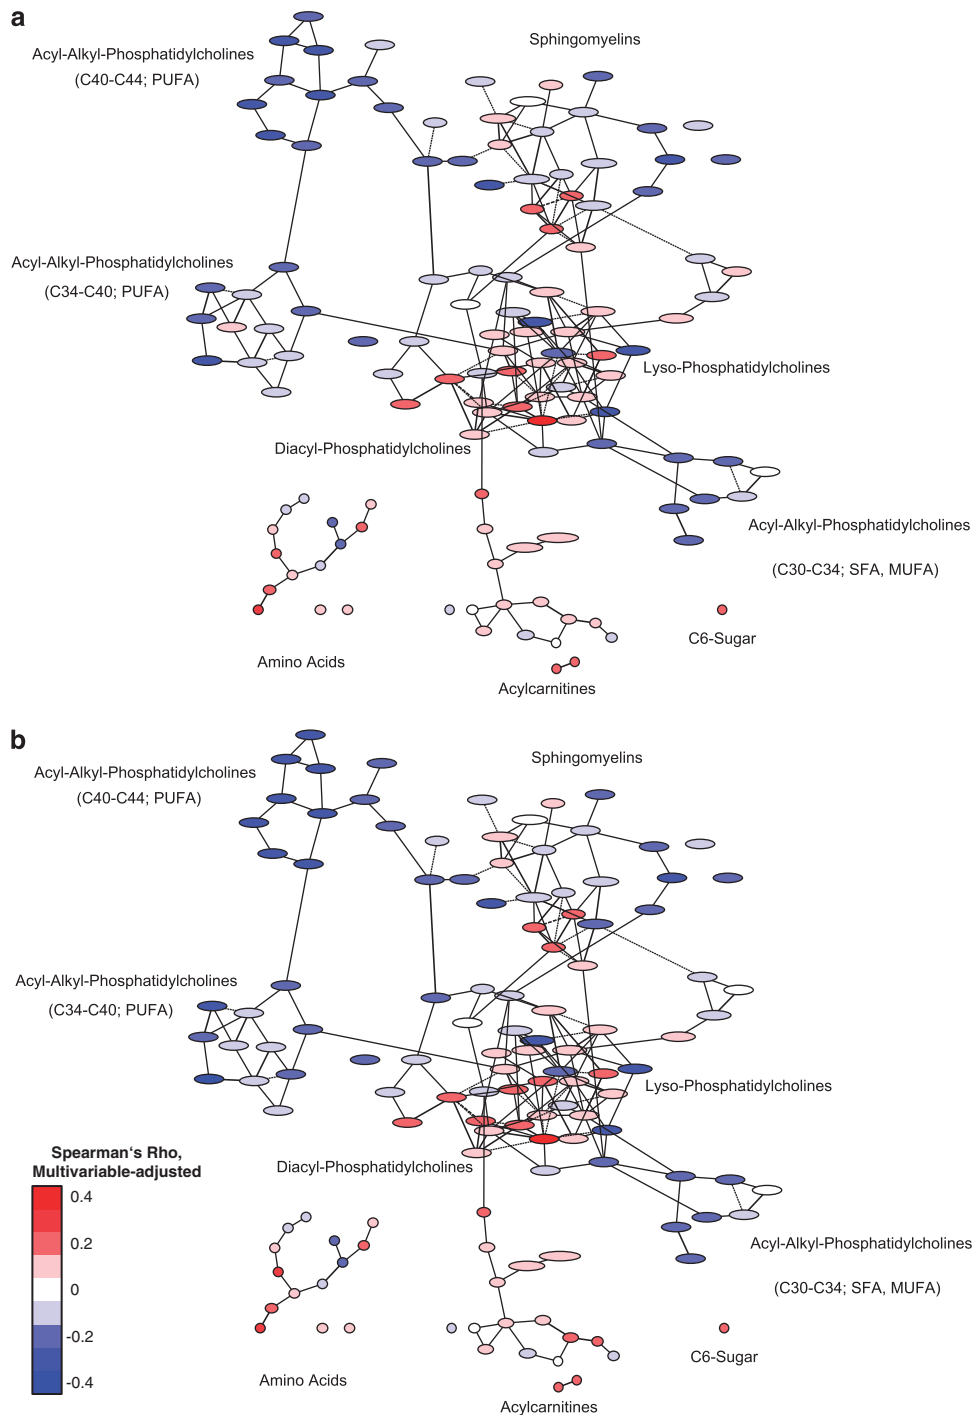 a
Acyl-Alkyl-Phosphatidylcholines
(C40-C44; PUFA)
Sphingomyelins
Acyl-Alkyl-Phosphatidylcholines
(C34-C40; PUFA)
Lyso-Phosphatidylcholines
Diacyl-Phosphatidylcholines
Acyl-Alkyl-Phosphatidylcholines
(C30-C34; SFA, MUFA)
C6-Sugar
Amino Acids
Acylcarnitines
b
Acyl-Alkyl-Phosphatidylcholines
(C40-C44; PUFA)
Sphingomyelins
Acyl-Alkyl-Phosphatidylcholines
(C34-C40; PUFA)
Lyso-Phosphatidylcholines
Diacyl-Phosphatidylcholines
Spearman‘s Rho,
Multivariable-adjusted
0.4
0.2
0
-0.2
-0.4
Acyl-Alkyl-Phosphatidylcholines
(C30-C34; SFA, MUFA)
C6-Sugar
Amino Acids
Acylcarnitines